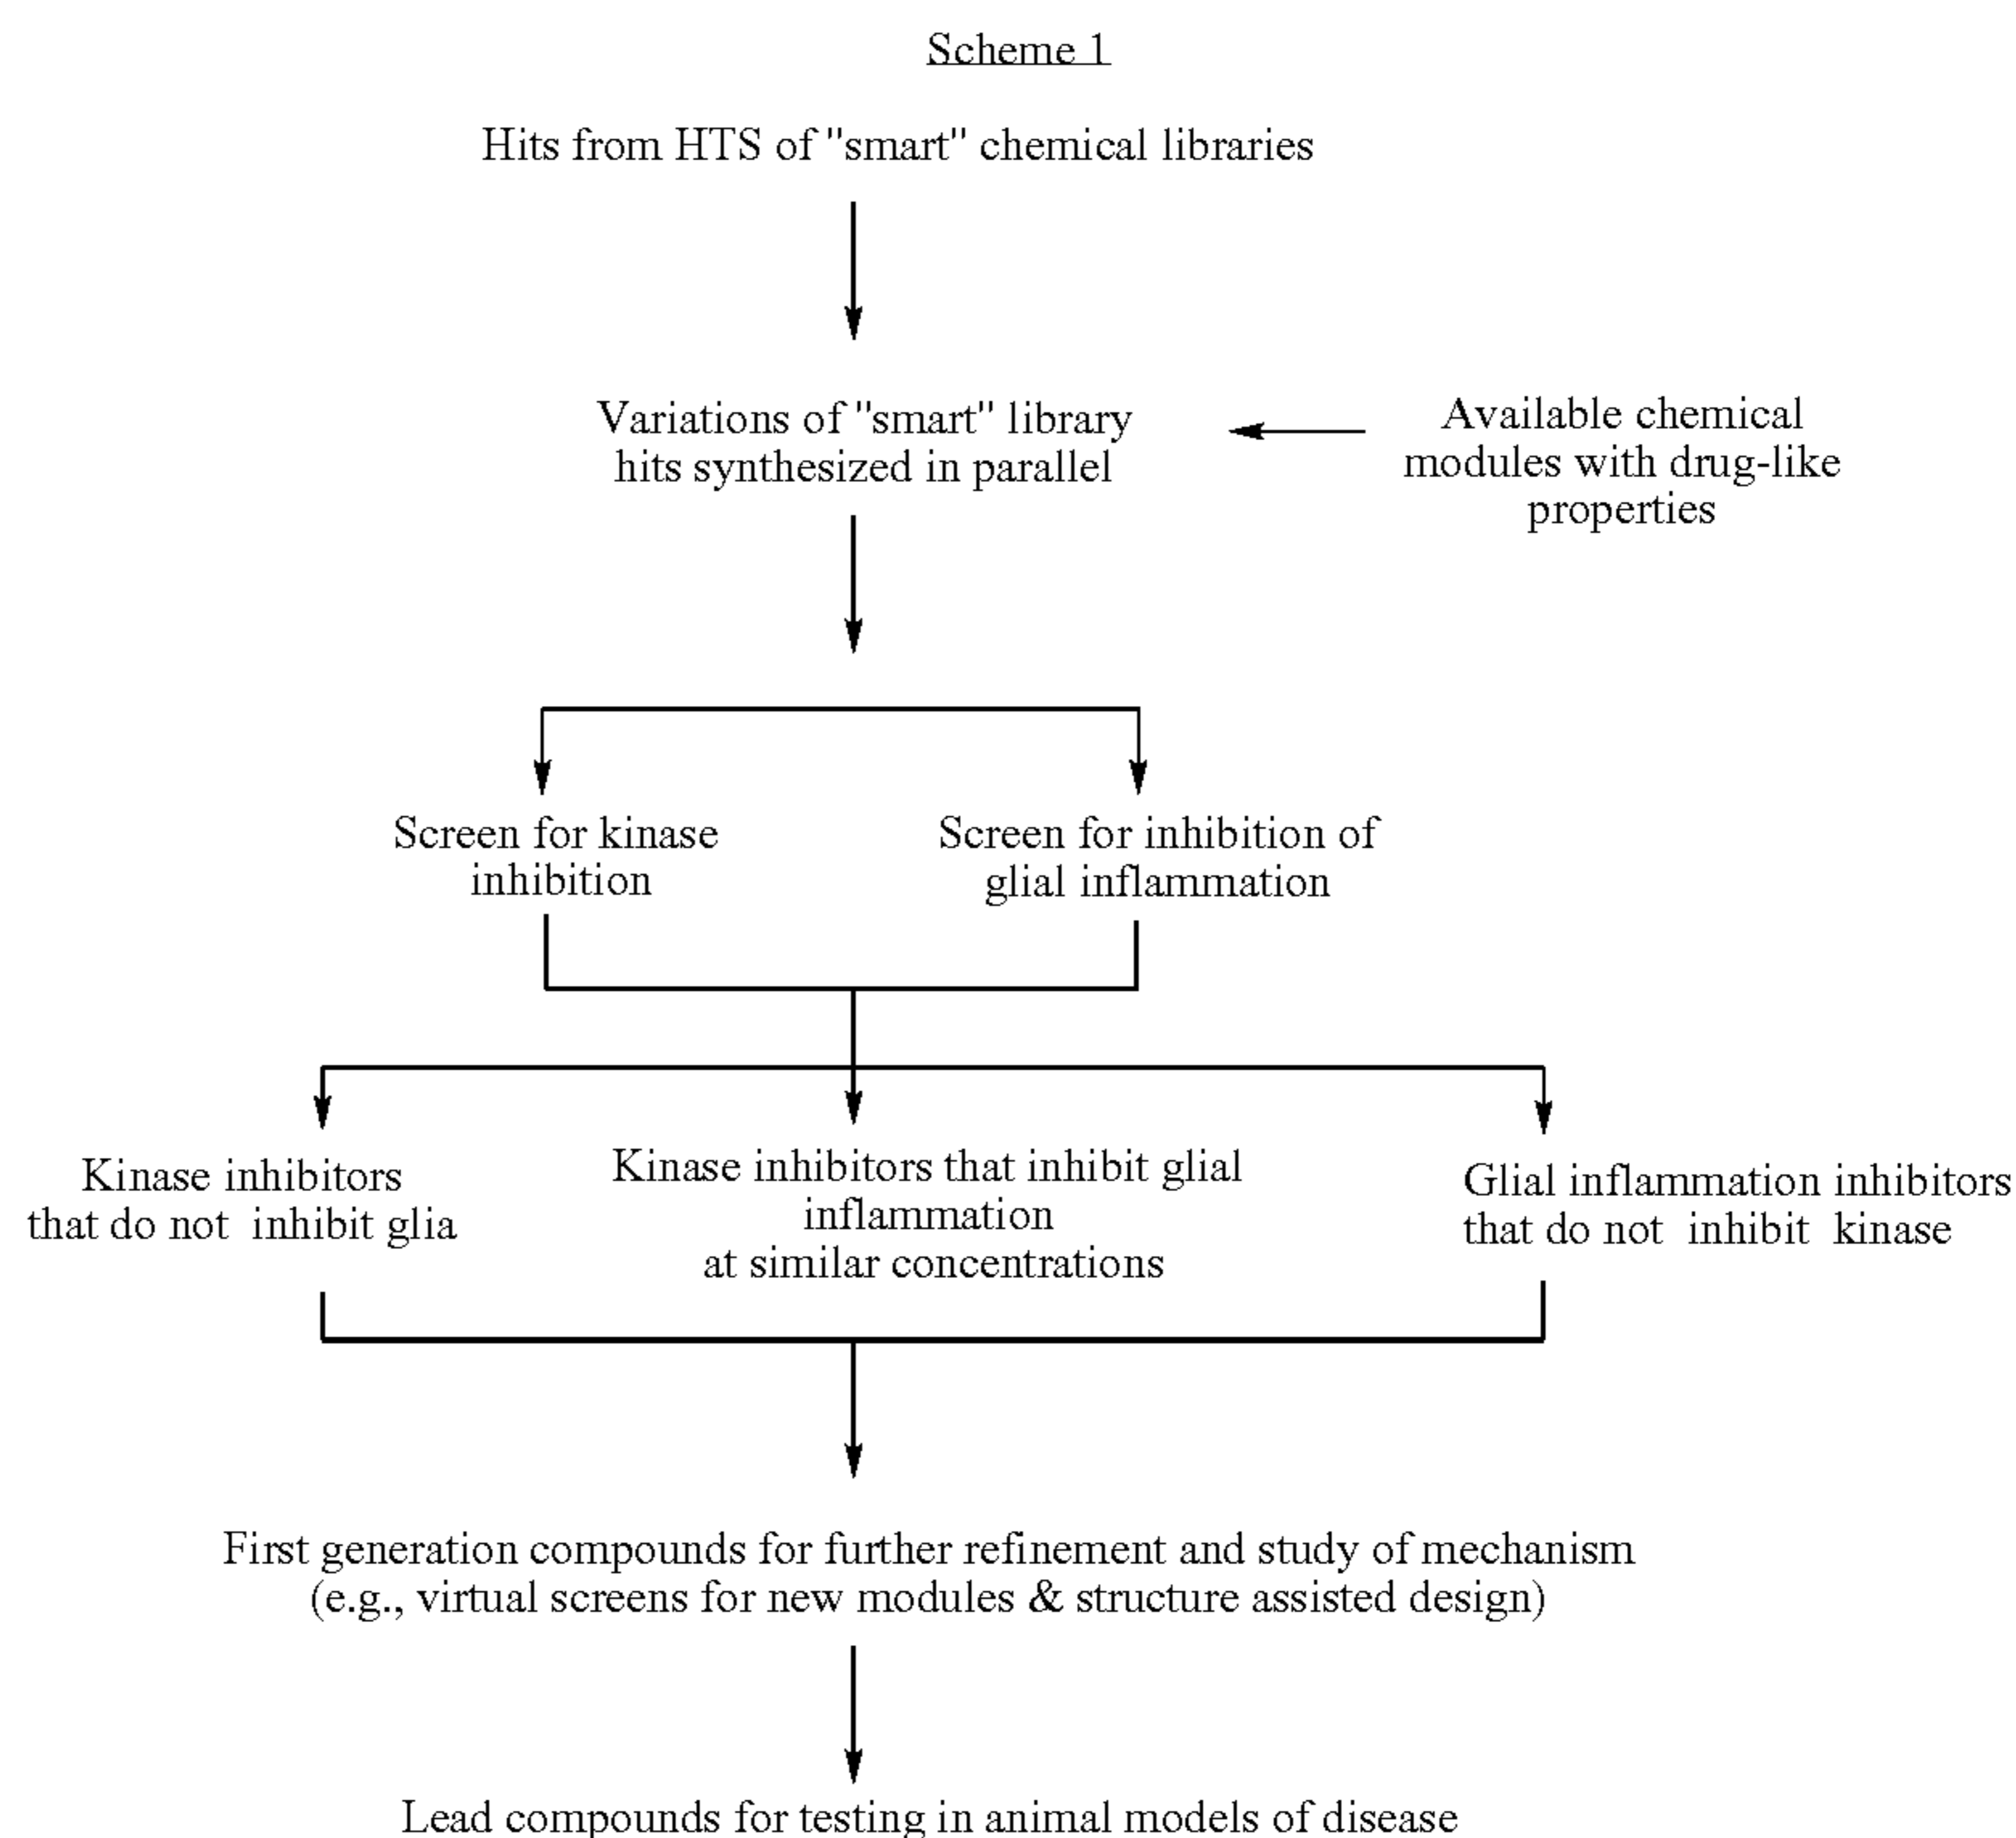 Scheme 1
Hits from HTS of "smart" chemical libraries
Variations of "smart" library
hits synthesized in parallel
Available chemical
modules with drug-like
properties
Screen for kinase
inhibition
Screen for inhibition of
glial inflammation
Kinase inhibitors
that do not inhibit glia
Kinase inhibitors that inhibit glial
inflammation
at similar concentrations
Glial inflammation inhibitors
that do not inhibit kinase
First generation compounds for further refinement and study of mechanism
(e.g., virtual screens for new modules & structure assisted design)
Lead compounds for testing in animal models of disease